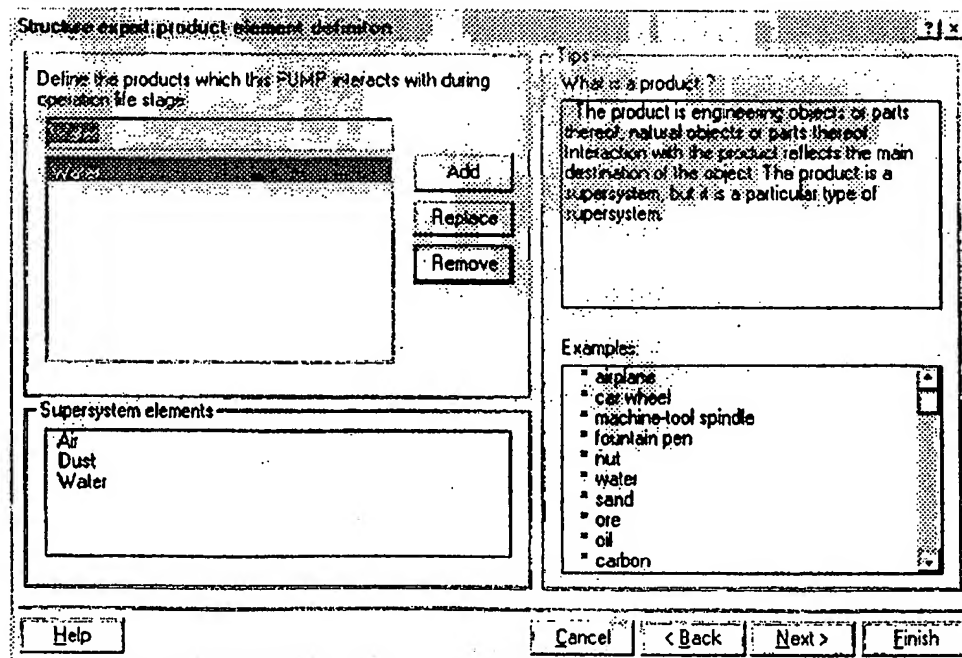 Structure expert: product element definition
? x
Define the products which this PUMP interacts with during
operation life stage
Water
Add
Replace
Remove
Supersystem elements
Air
Dust
Water
Tips
What is a product ?
The product is engineering objects or parts
thereof, natural objects or parts thereof.
Interaction with the product reflects the main
destination of the object. The product is a
supersystem, but it is a particular type of
supersystem.
Examples:
* airplane
* car wheel
* machine-tool spindle
* fountain pen
* nut
* water
* sand
* ore
* oil
* carbon
Help
Cancel
< Back
Next >
Finish